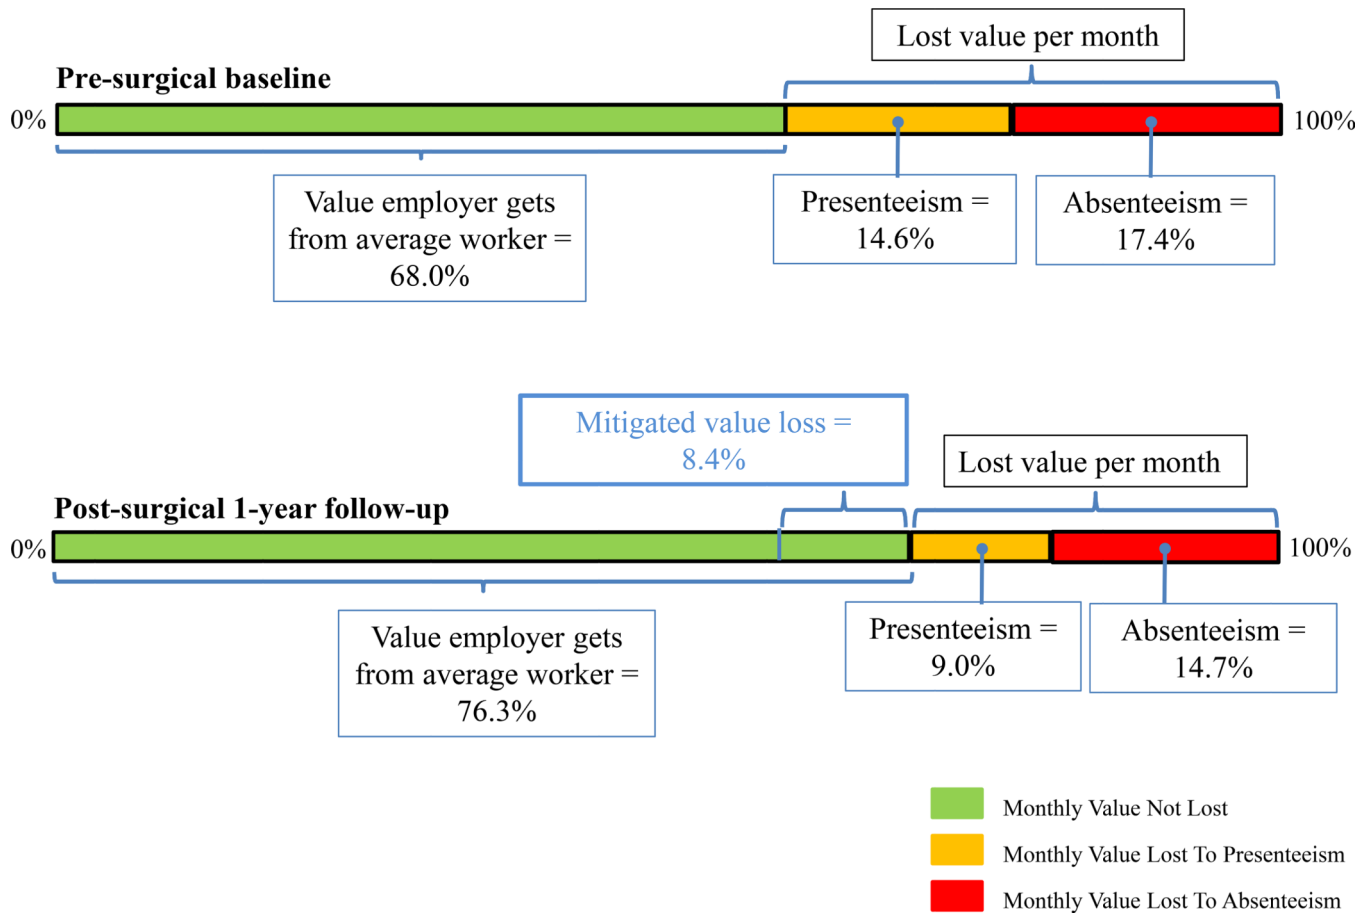 Lost value per month
Pre-surgical baseline
0%
100%
Value employer gets
from average worker =
68.0%
Presenteeism =
14.6%
Absenteeism =
17.4%
Mitigated value loss =
8.4%
Lost value per month
Post-surgical 1-year follow-up
0%
100%
Value employer gets
from average worker =
76.3%
Presenteeism =
9.0%
Absenteeism =
14.7%
Monthly Value Not Lost
Monthly Value Lost To Presenteeism
Monthly Value Lost To Absenteeism